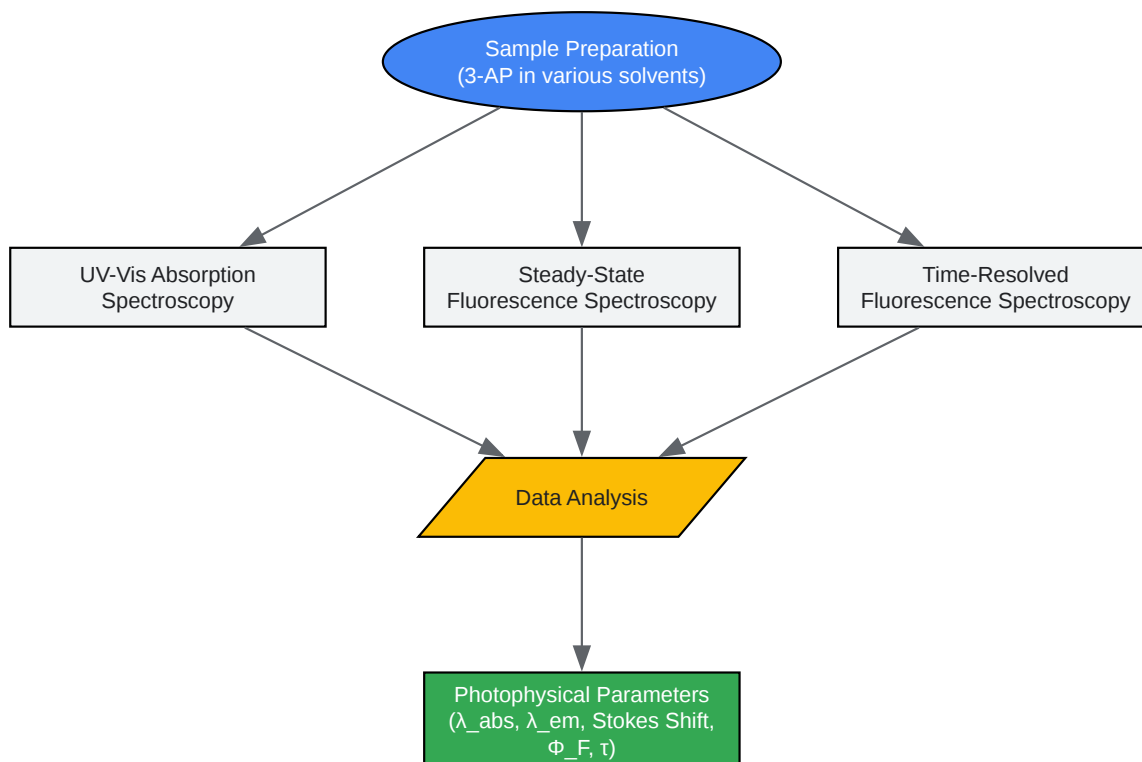 Sample Preparation
(3-AP in various solvents)
UV-Vis Absorption
Spectroscopy
Steady-State
Fluorescence Spectroscopy
Time-Resolved
Fluorescence Spectroscopy
Data Analysis
Photophysical Parameters
(λ_abs, λ_em, Stokes Shift,
Φ_F, τ)